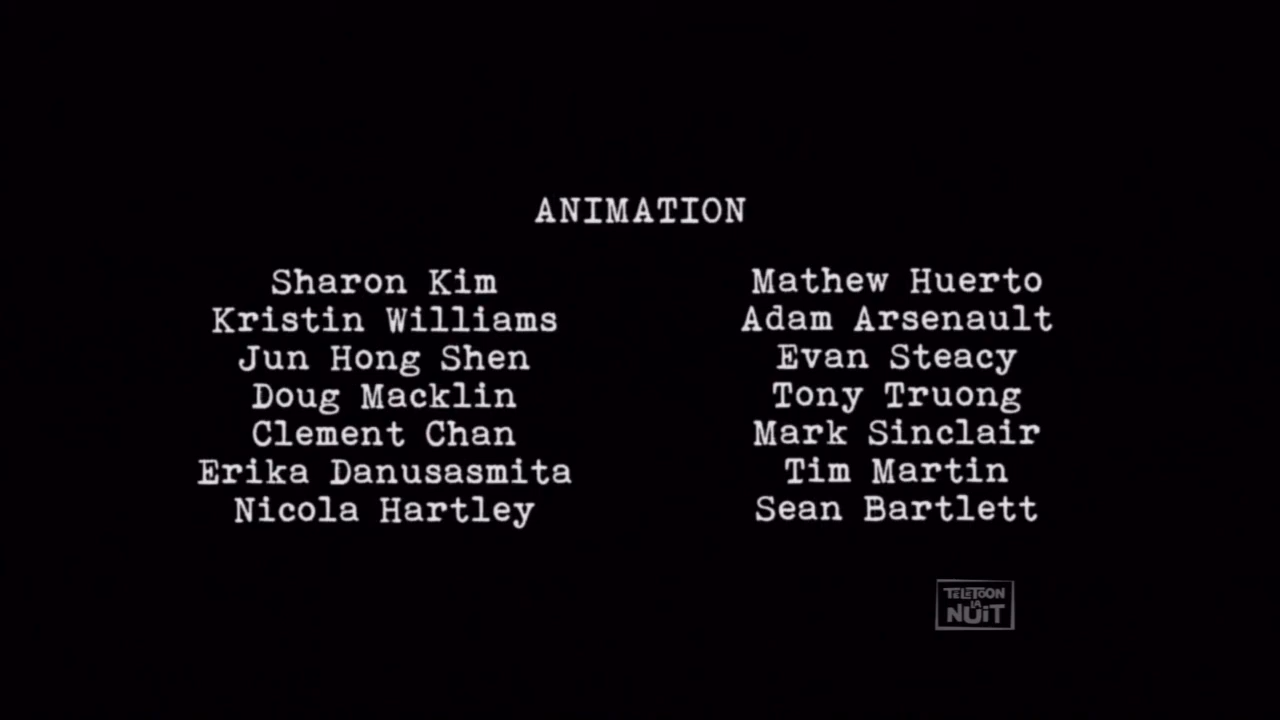 ANIMATION
Sharon Kim
Kristin Williams
Jun Hong Shen
Doug Macklin
Clement Chan
Erika Danusasmita
Nicola Hartley
Mathew Huerto
Adam Arsenault
Evan Steacy
Tony Truong
Mark Sinclair
Tim Martin
Sean Bartlett
TELETOON
LA
NUiT